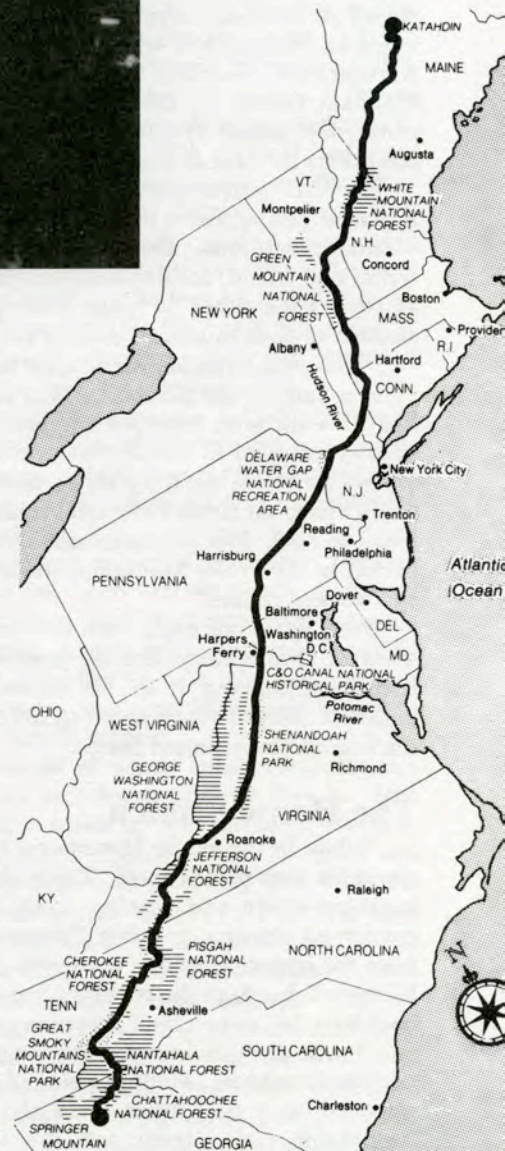 KATAHDIN
MAINE
Augusta
VT.
WHITE
MOUNTAIN
NATIONAL
FOREST
Montpelier
N.H.
Concord
GREEN
MOUNTAIN
NATIONAL
FOREST
Boston
MASS
NEW YORK
Providen
R.I.
Albany
Hartford
CONN.
Hudson River
DELAWARE
WATER GAP
NATIONAL
RECREATION
AREA
New York City
N.J.
Trenton
Reading
Philadelphia
Harrisburg
PENNSYLVANIA
Atlantic
Ocean
Dover
Baltimore
Washington
D.C.
DEL
MD.
Harpers
Ferry
C&O CANAL NATIONAL
HISTORICAL PARK
Potomac
River
OHIO
WEST VIRGINIA
SHENANDOAH
NATIONAL
PARK
Richmond
GEORGE
WASHINGTON
NATIONAL
FOREST
VIRGINIA
Roanoke
JEFFERSON
NATIONAL
FOREST
KY.
Raleigh
PISGAH
NATIONAL
FOREST
NORTH CAROLINA
CHEROKEE
NATIONAL
FOREST
TENN
Asheville
GREAT
SMOKY
MOUNTAINS
NATIONAL
PARK
NANTAHALA
NATIONAL FOREST
SOUTH CAROLINA
CHATTAHOOCHEE
NATIONAL FOREST
Charleston
SPRINGER
MOUNTAIN
GEORGIA
N